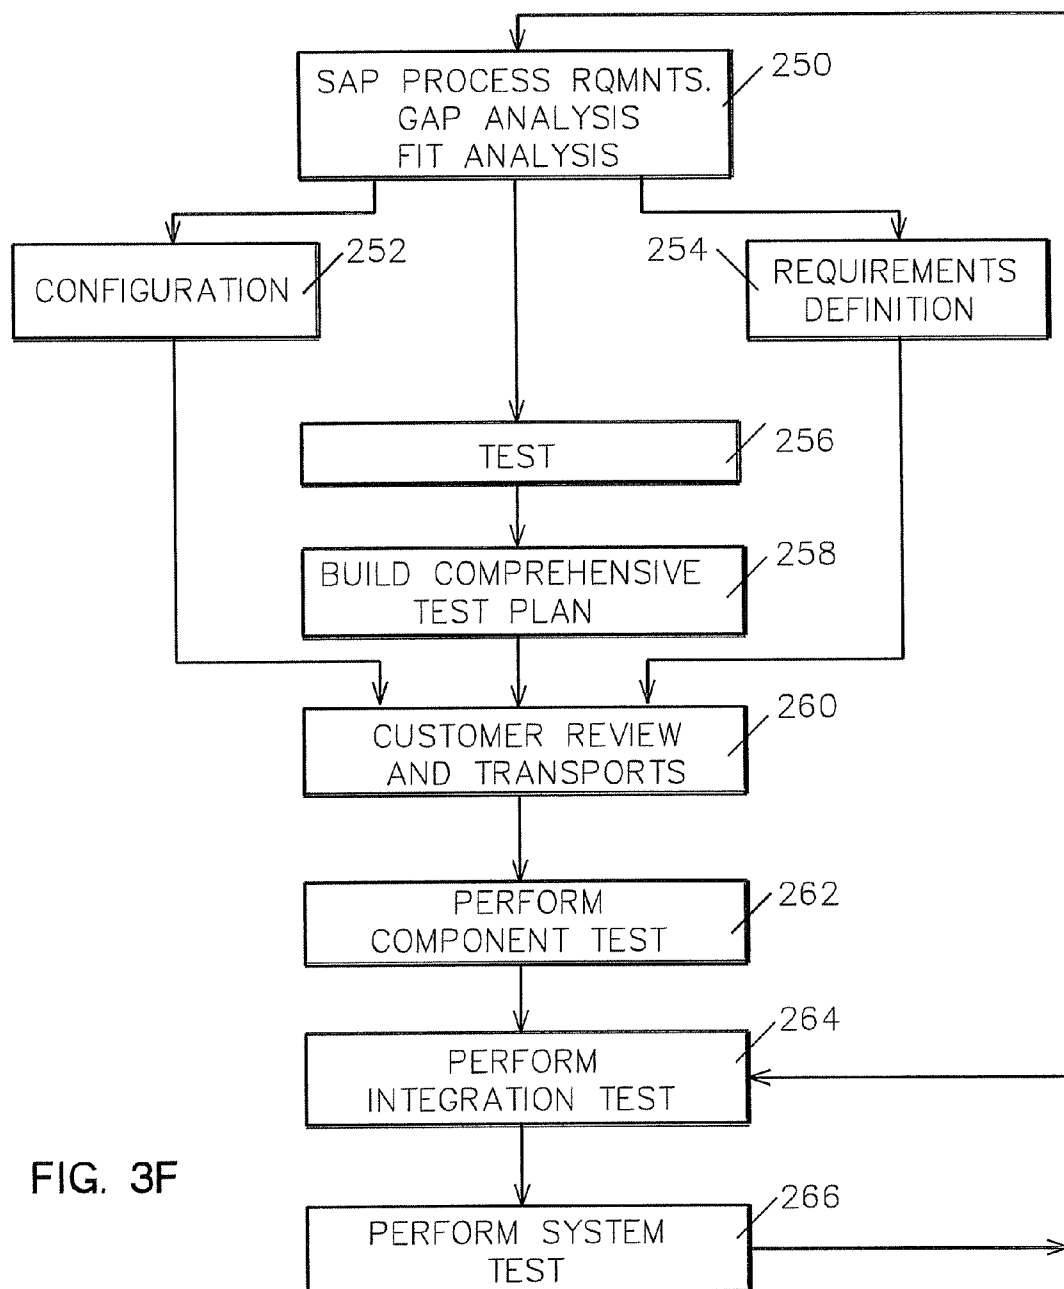 SAP PROCESS RQMNTS.
GAP ANALYSIS
FIT ANALYSIS
250
CONFIGURATION
252
254
REQUIREMENTS
DEFINITION
TEST
256
BUILD COMPREHENSIVE
TEST PLAN
258
CUSTOMER REVIEW
AND TRANSPORTS
260
PERFORM
COMPONENT TEST
262
PERFORM
INTEGRATION TEST
264
FIG. 3F
PERFORM SYSTEM
TEST
266